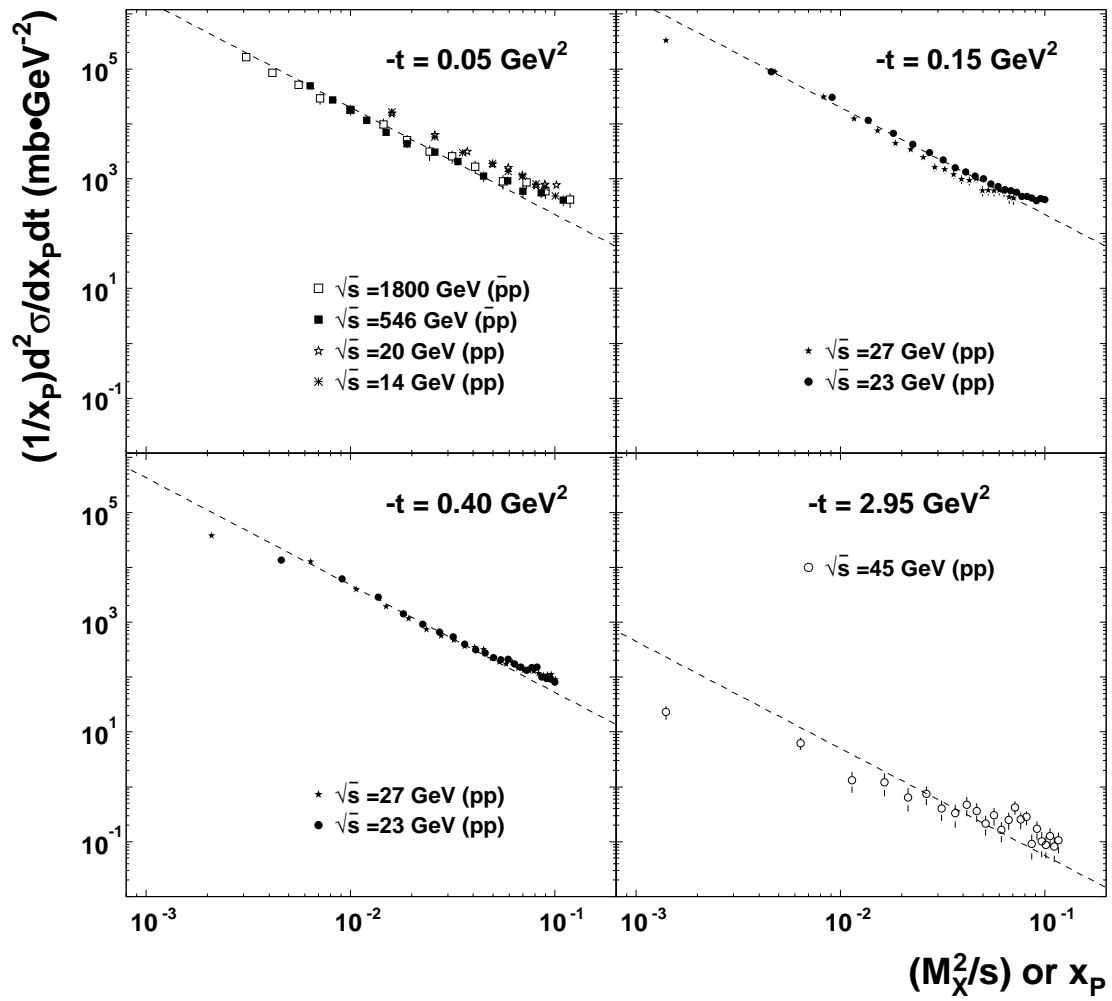 (1/x_P)d²σ/dx_Pdt (mb•GeV⁻²)
-t = 0.05 GeV²
10⁵
10³
10¹
10⁻¹
√s̅ =1800 GeV (p̅p)
√s̅ =546 GeV (p̅p)
√s̅ =20 GeV (pp)
√s̅ =14 GeV (pp)
-t = 0.15 GeV²
√s̅ =27 GeV (pp)
√s̅ =23 GeV (pp)
-t = 0.40 GeV²
10⁵
10³
10¹
10⁻¹
√s̅ =27 GeV (pp)
√s̅ =23 GeV (pp)
10⁻³ 10⁻² 10⁻¹
-t = 2.95 GeV²
√s̅ =45 GeV (pp)
10⁻³ 10⁻² 10⁻¹
(M_X²/s) or x_P